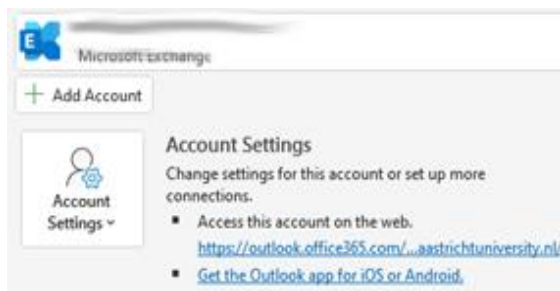 E
Microsoft Exchange
+ Add Account
Account Settings
Account Settings
Change settings for this account or set up more connections.
▪ Access this account on the web.
https://outlook.office365.com/...aastrichtuniversity.nl/
▪ Get the Outlook app for iOS or Android.